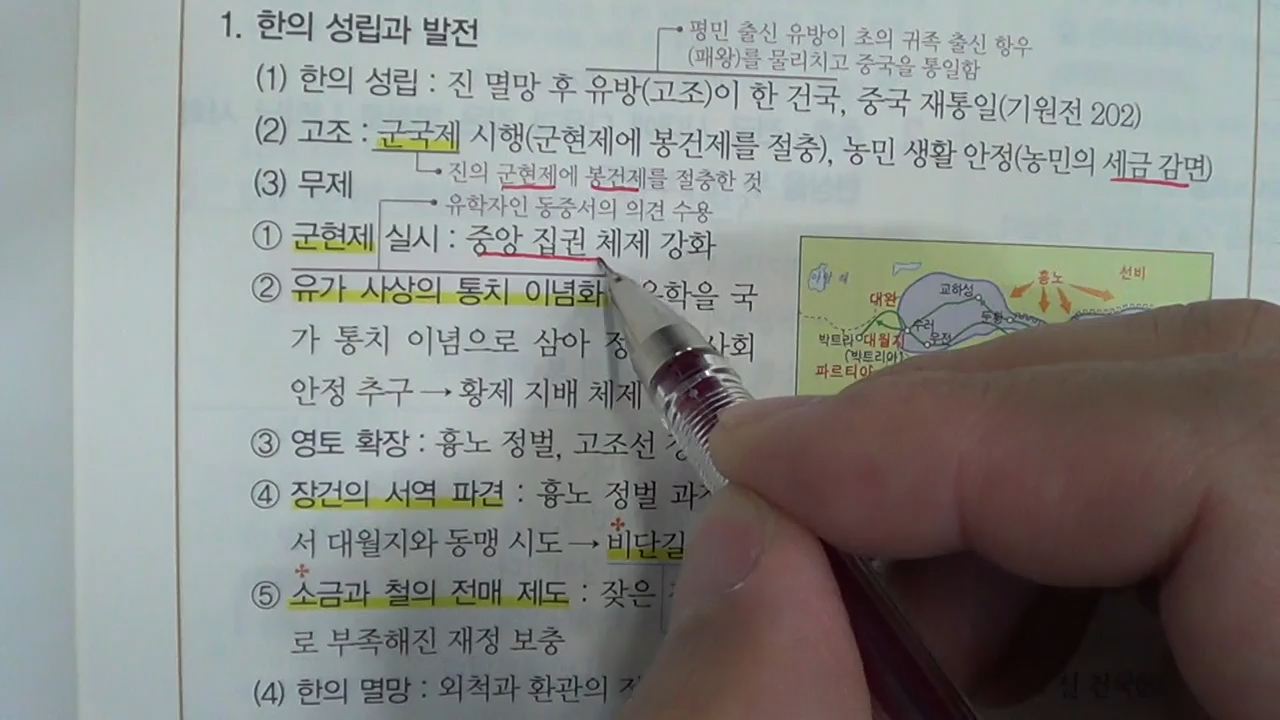 1. 한의 성립과 발전
평민 출신 유방이 초의 귀족 출신 항우
(패왕)를 물리치고 중국을 통일함
(1) 한의 성립 : 진 멸망 후 유방(고조)이 한 건국, 중국 재통일(기원전 202)
(2) 고조 : 군국제 시행(군현제에 봉건제를 절충), 농민 생활 안정(농민의 세금 감면)
진의 군현제에 봉건제를 절충한 것
(3) 무제
유학자인 동중서의 의견 수용
① 군현제 실시 : 중앙 집권 체제 강화
② 유가 사상의 통치 이념화 국
가 통치 이념으로 삼아 사회
안정 추구 → 황제 지배 체제
③ 영토 확장 : 흉노 정벌, 고조선
④ 장건의 서역 파견 : 흉노 정벌
서 대월지와 동맹 시도 → 비단길
⑤ 소금과 철의 전매 제도 : 잦은
로 부족해진 재정 보충
(4) 한의 멸망 : 외척과 환관의
흉노
선비
교하성
대완
소러
박트리아
대월지
(박트리아)
파르티아